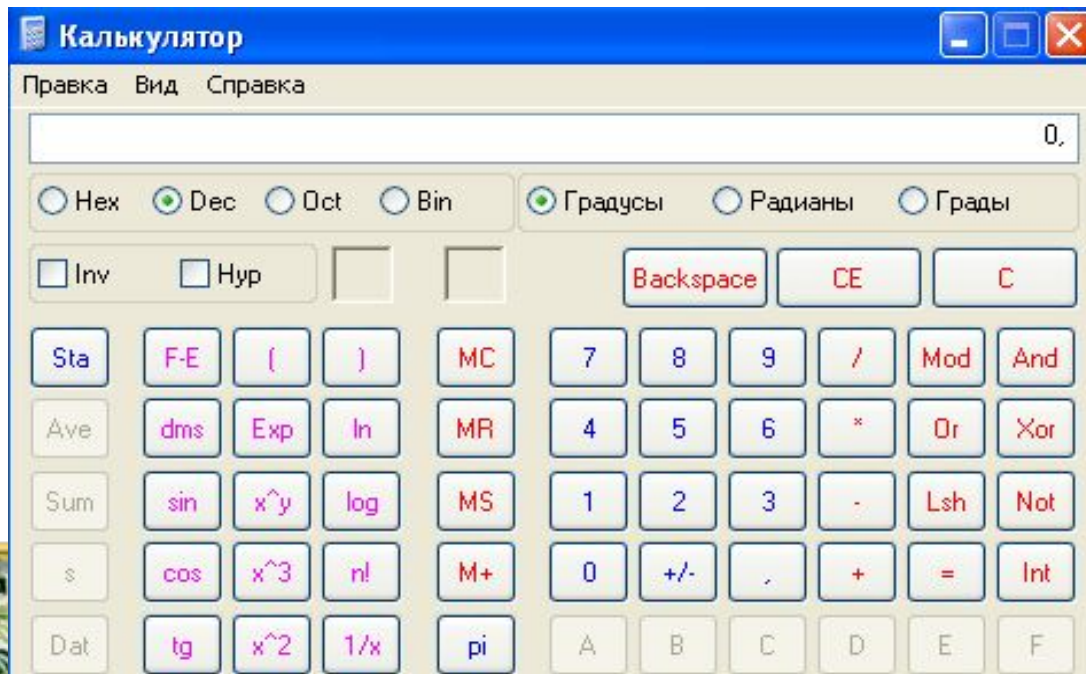 Калькулятор
Правка Вид Справка
0,
Hex Dec Oct Bin Градусы Радианы Грады
Inv Hyp Backspace CE C
Sta F-E ( ) MC 7 8 9 / Mod And
Ave dms Exp ln MR 4 5 6 * Or Xor
Sum sin x^y log MS 1 2 3 - Lsh Not
s cos x^3 n! M+ 0 +/- , + = Int
Dat tg x^2 1/x pi A B C D E F